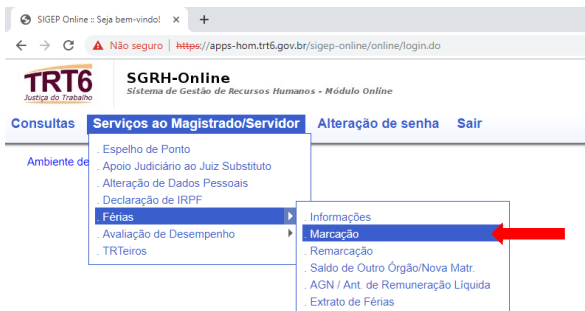 SIGEP Online :: Seja bem-vindo! × +
Não seguro | https://apps-hom.trt6.gov.br/sigep-online/online/login.do
TRT6
Justiça do Trabalho
SGRH-Online
Sistema de Gestão de Recursos Humanos - Módulo Online
Consultas Serviços ao Magistrado/Servidor Alteração de senha Sair
Ambiente de
. Espelho de Ponto
. Apoio Judiciário ao Juiz Substituto
. Alteração de Dados Pessoais
. Declaração de IRPF
. Férias
. Avaliação de Desempenho
. TRTeiros
. Informações
. Marcação
. Remarcação
. Saldo de Outro Órgão/Nova Matr.
. AGN / Ant. de Remuneração Líquida
. Extrato de Férias